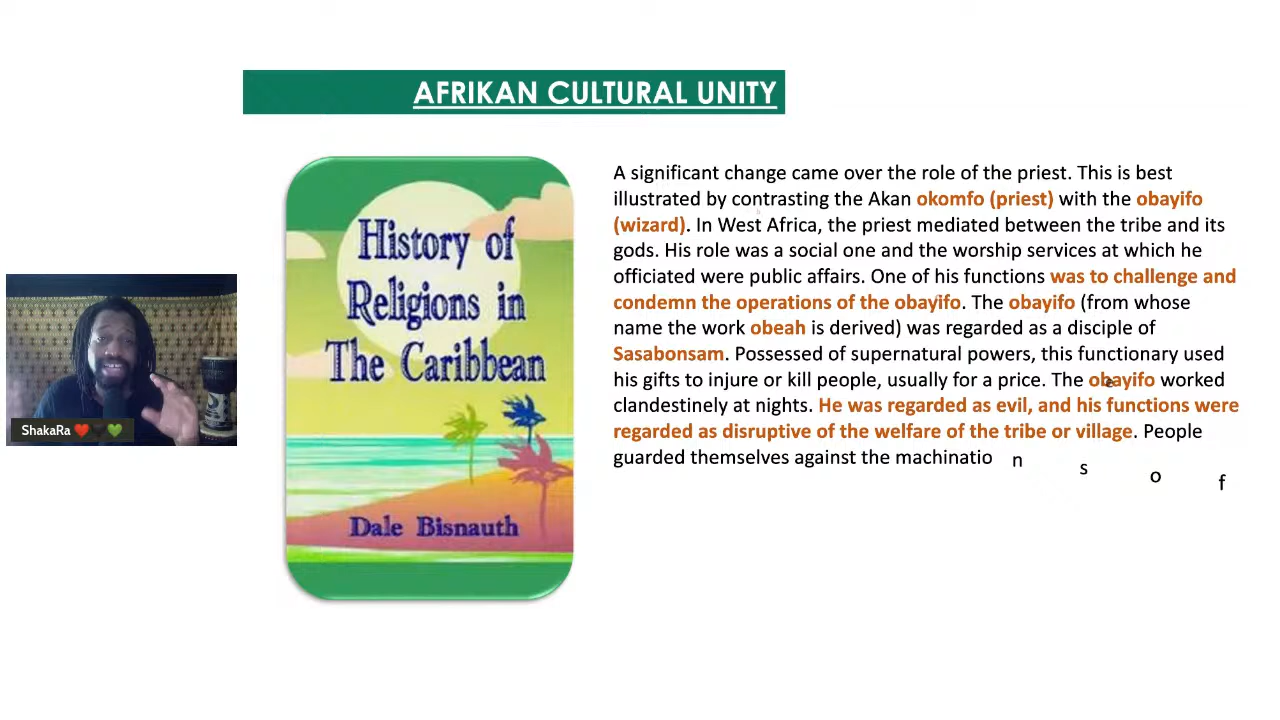 AFRIKAN CULTURAL UNITY
History of
Religions in
The Caribbean
Dale Bisnauth
A significant change came over the role of the priest. This is best
illustrated by contrasting the Akan okomfo (priest) with the obayifo
(wizard). In West Africa, the priest mediated between the tribe and its
gods. His role was a social one and the worship services at which he
officiated were public affairs. One of his functions was to challenge and
condemn the operations of the obayifo. The obayifo (from whose
name the work obeah is derived) was regarded as a disciple of
Sasabonsam. Possessed of supernatural powers, this functionary used
his gifts to injure or kill people, usually for a price. The obayifo worked
clandestinely at nights. He was regarded as evil, and his functions were
regarded as disruptive of the welfare of the tribe or village. People
guarded themselves against the machinatio n s o f
ShakaRa ❤️🖤💚